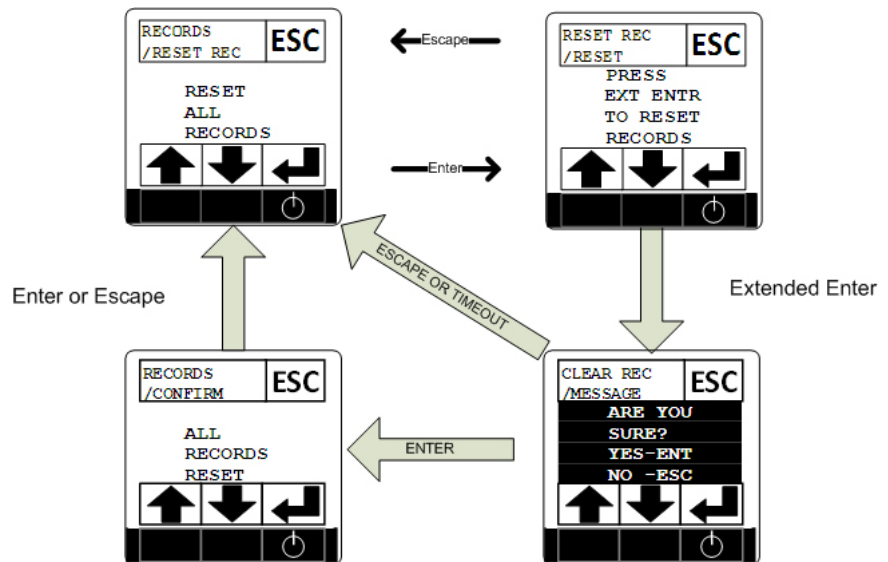 RECORDS
/RESET REC
ESC
RESET
ALL
RECORDS
Escape
Enter
RESET REC
/RESET
ESC
PRESS
EXT ENTR
TO RESET
RECORDS
Enter or Escape
ESCAPE OR TIMEOUT
Extended Enter
RECORDS
/CONFIRM
ESC
ALL
RECORDS
RESET
ENTER
CLEAR REC
/MESSAGE
ESC
ARE YOU
SURE?
YES-ENT
NO -ESC